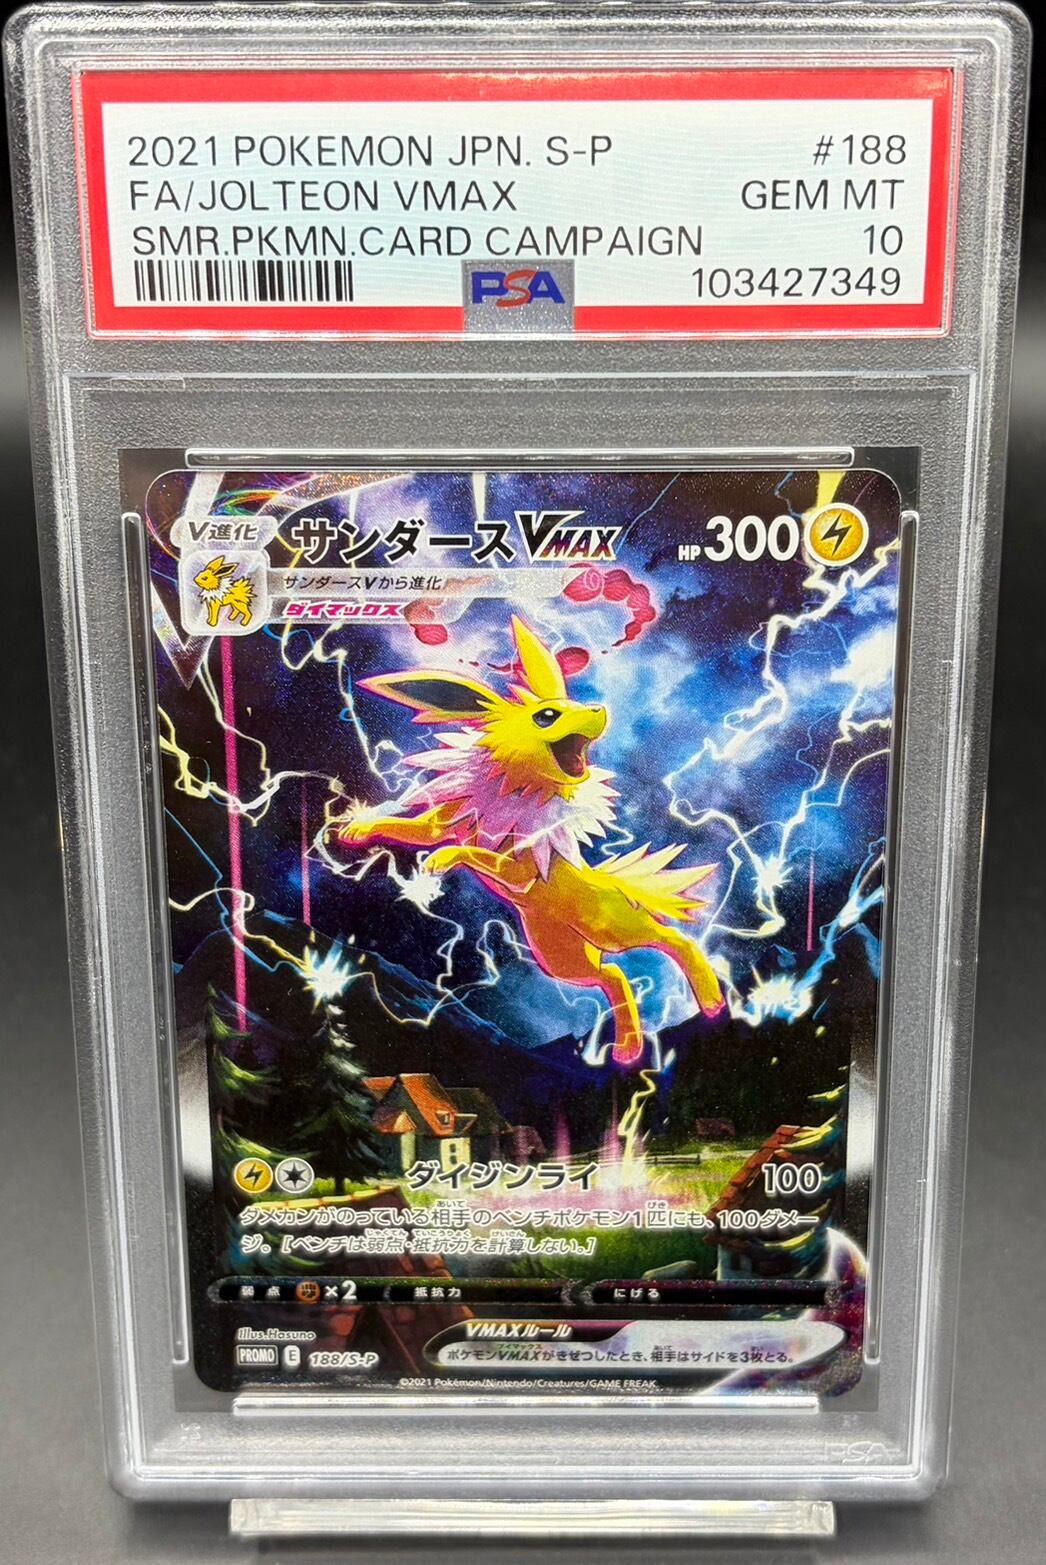 2021 POKEMON JPN. S-P #188
FA/JOLTEON VMAX GEM MT
SMR.PKMN.CARD CAMPAIGN 10
PSA 103427349
V進化 サンダースVMAX HP300
サンダースVから進化
ダイマックス
ダイジンライ 100
ダメカンがのっている相手のベンチポケモン1匹にも、100ダメー
ジ。[ベンチは弱点・抵抗力を計算しない。]
弱点 ×2 抵抗力 にげる
Illus.Hasuno VMAXルール
PROMO E 188/S-P ポケモンVMAXがきぜつしたとき、相手はサイドを3枚とる。
©2021 Pokémon/Nintendo/Creatures/GAME FREAK